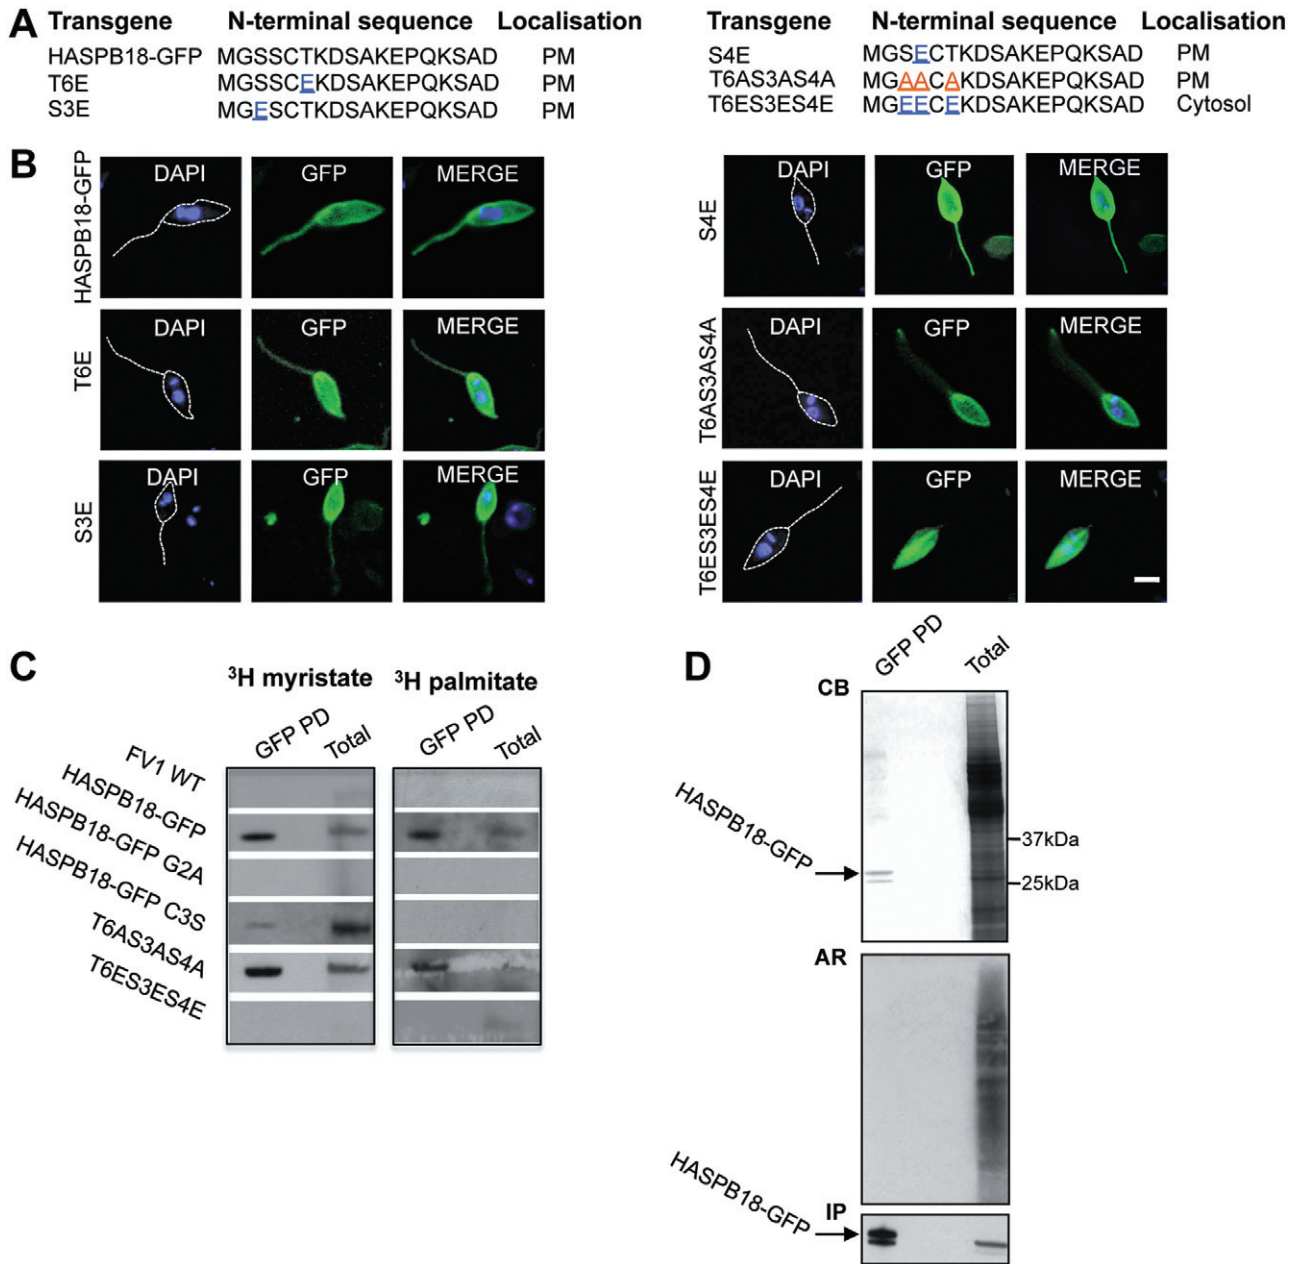 A Transgene N-terminal sequence Localisation
HASPB18-GFP MGSSCTKDSAKEPQKSAD PM
T6E MGSSCEKDSAKEPQKSAD PM
S3E MGESCTKDSAKEPQKSAD PM
Transgene N-terminal sequence Localisation
S4E MGSECTKDSAKEPQKSAD PM
T6AS3AS4A MGAACAKDSAKEPQKSAD PM
T6ES3ES4E MGEECEKDSAKEPQKSAD Cytosol
B
HASPB18-GFP
DAPI GFP MERGE
T6E
DAPI GFP MERGE
S3E
DAPI GFP MERGE
S4E
DAPI GFP MERGE
T6AS3AS4A
DAPI GFP MERGE
T6ES3ES4E
DAPI GFP MERGE
C
³H myristate ³H palmitate
GFP PD Total GFP PD Total
FV1 WT
HASPB18-GFP
HASPB18-GFP G2A
HASPB18-GFP C3S
T6AS3AS4A
T6ES3ES4E
D
GFP PD Total
CB
HASPB18-GFP
37kDa
25kDa
AR
HASPB18-GFP
IP